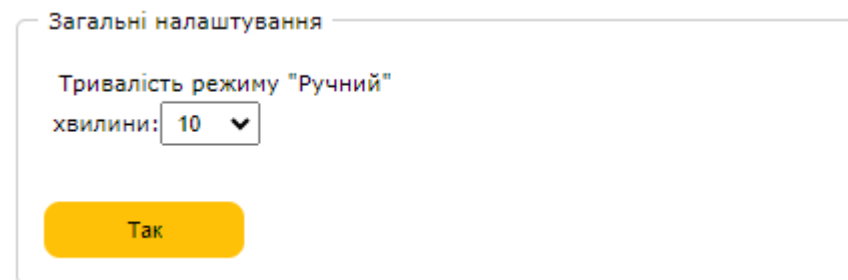 Загальні налаштування
Тривалість режиму "Ручний"
хвилини: 10
Так